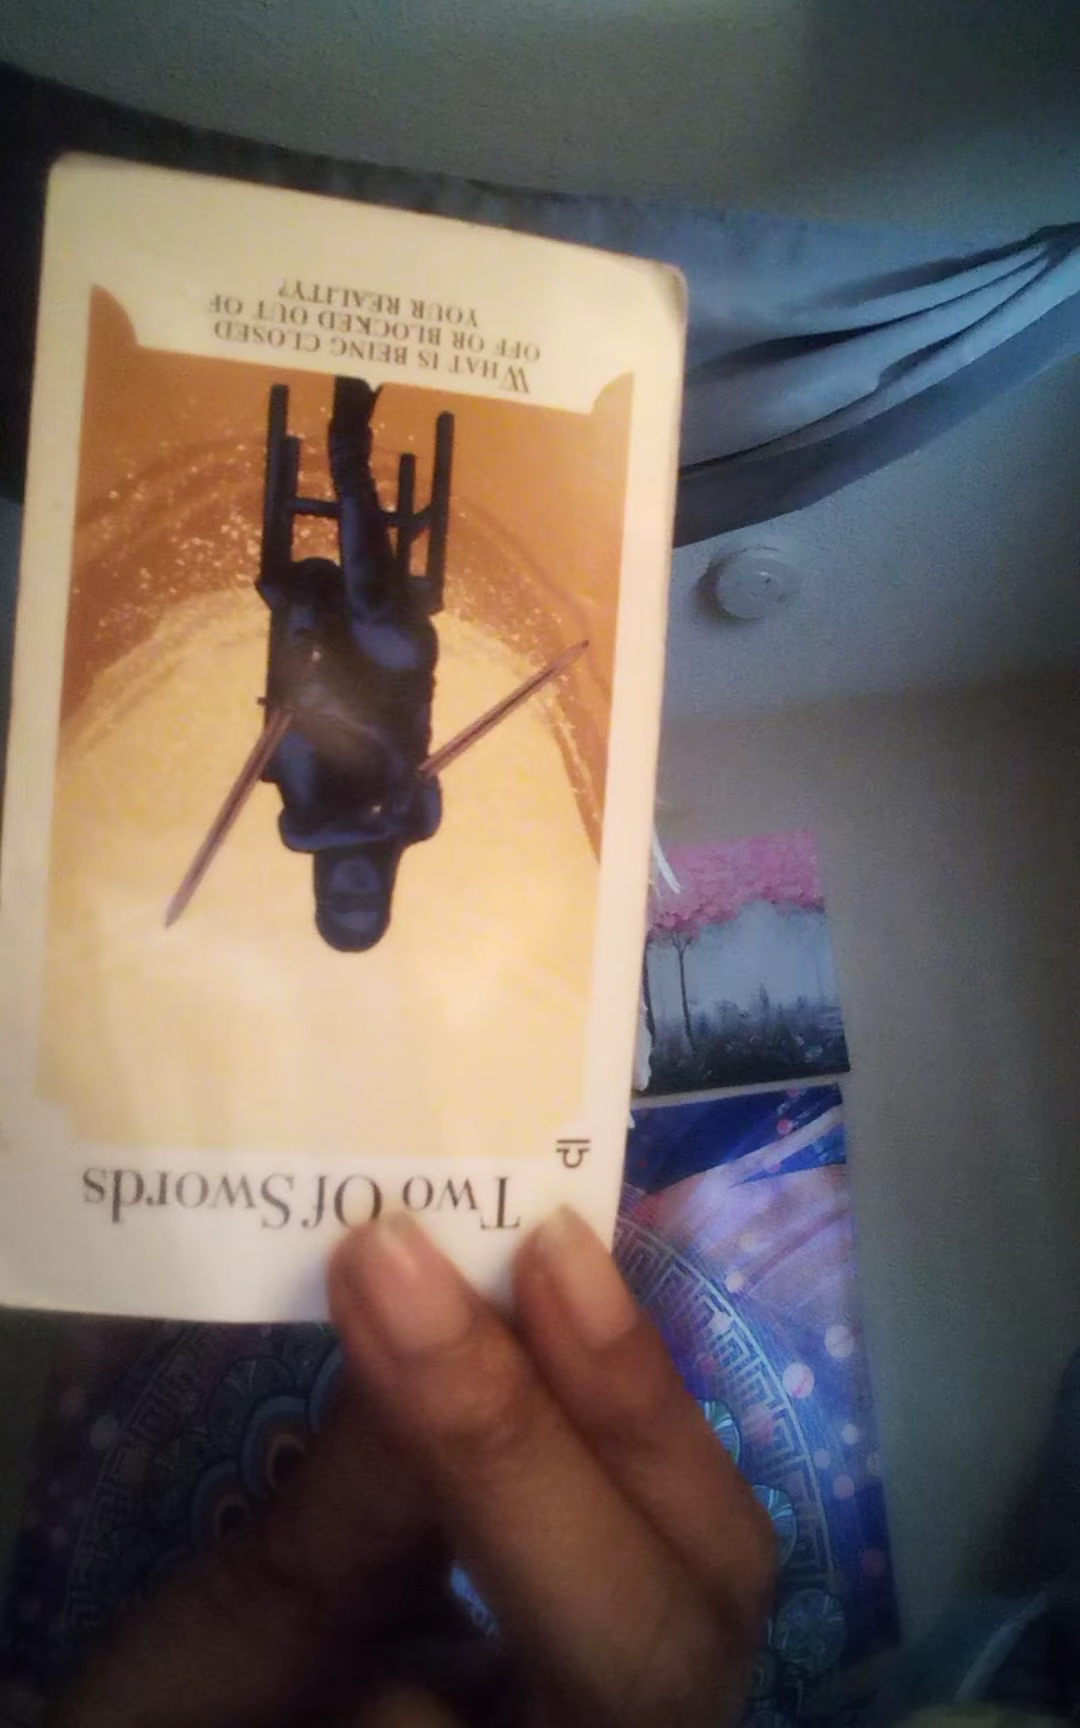 Two Of Swords
♎
WHAT IS BEING CLOSED
OFF OR BLOCKED OUT OF
YOUR REALITY?